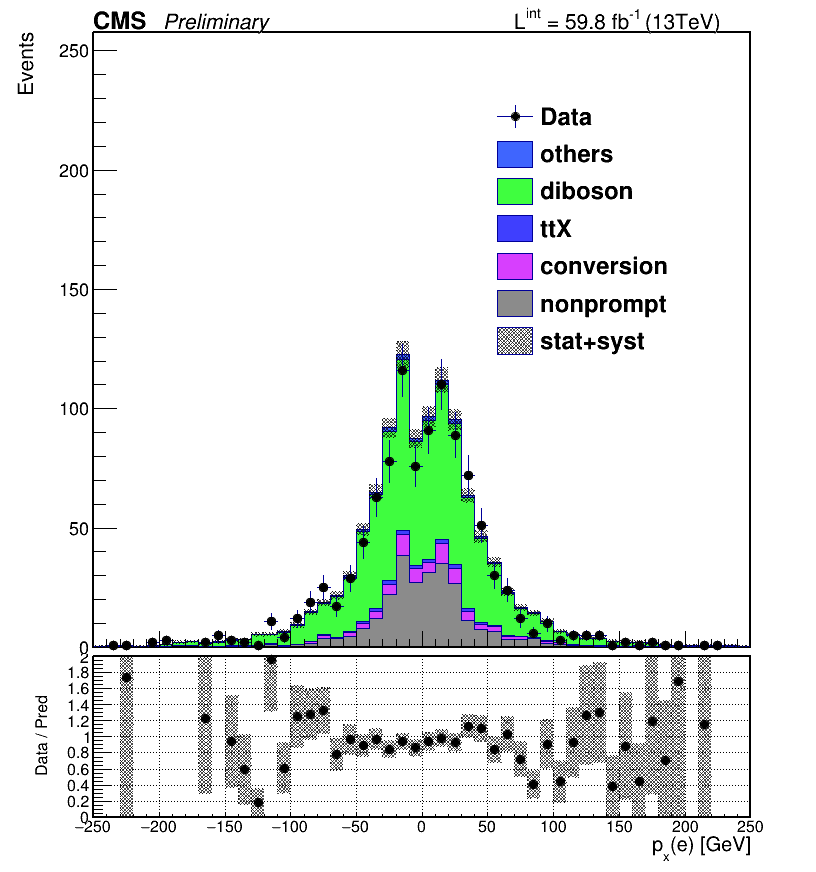 CMS Preliminary L^int = 59.8 fb^-1 (13TeV)
Events
250
200
150
100
50
0
Data
others
diboson
ttX
conversion
nonprompt
stat+syst
Data / Pred
2
1.8
1.6
1.4
1.2
1
0.8
0.6
0.4
0.2
0
−250 −200 −150 −100 −50 0 50 100 150 200 250
p_x(e) [GeV]